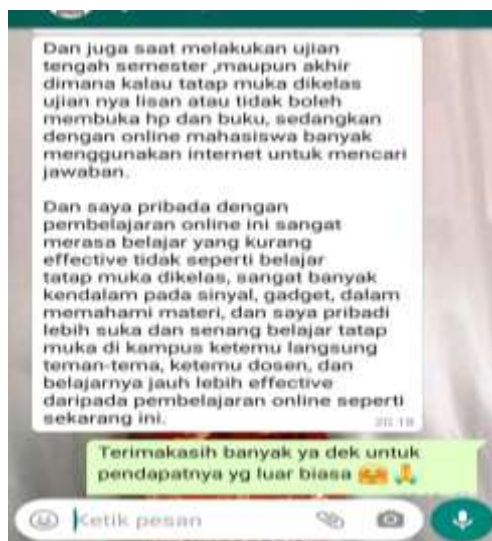 Dan juga saat melakukan ujian
tengah semester ,maupun akhir
dimana kalau tatap muka dikelas
ujian nya lisan atau tidak boleh
membuka hp dan buku, sedangkan
dengan online mahasiswa banyak
menggunakan internet untuk mencari
jawaban.
Dan saya pribada dengan
pembelajaran online ini sangat
merasa belajar yang kurang
effective tidak seperti belajar
tatap muka dikelas, sangat banyak
kendalam pada sinyal, gadget, dalam
memahami materi, dan saya pribadi
lebih suka dan senang belajar tatap
muka di kampus ketemu langsung
teman-tema, ketemu dosen, dan
belajarnya jauh lebih effective
daripada pembelajaran online seperti
sekarang ini.
Terimakasih banyak ya dek untuk
pendapatnya yg luar biasa
Ketik pesan